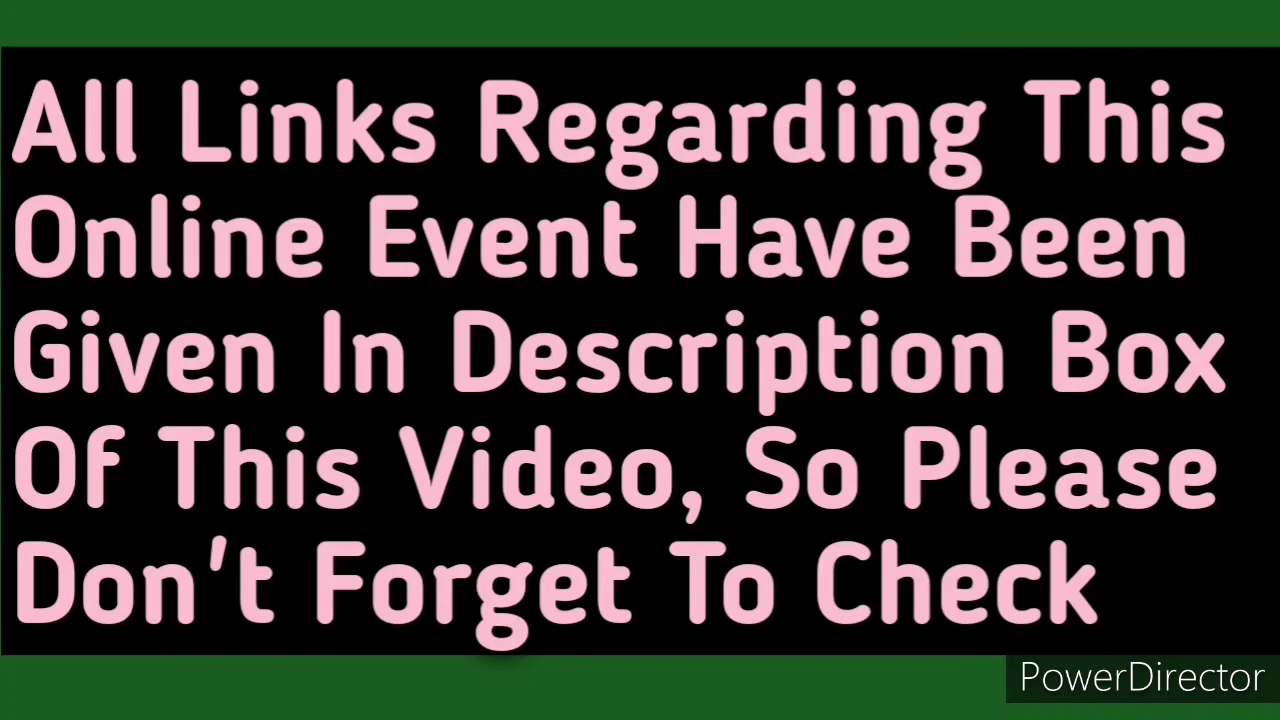 All Links Regarding This
Online Event Have Been
Given In Description Box
Of This Video, So Please
Don't Forget To Check
PowerDirector